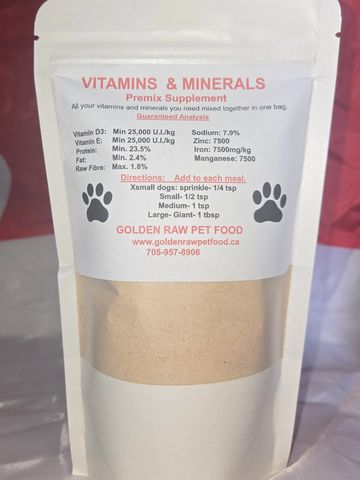 VITAMINS & MINERALS
Premix Supplement
All your vitamins and minerals you need mixed together in one bag.
Guaranteed Analysis
Vitamin D3: Min 25,000 U.I./kg
Vitamin E: Min 25,000 U.I./kg
Protein: Min. 23.5%
Fat: Min. 2.4%
Raw Fibre: Max. 1.8%
Sodium: 7.9%
Zinc: 7500
Iron: 7500mg/kg
Manganese: 7500
Directions: Add to each meal.
Xsmall dogs: sprinkle- 1/4 tsp
Small- 1/2 tsp
Medium- 1 tsp
Large- Giant- 1 tbsp
GOLDEN RAW PET FOOD
www.goldenrawpetfood.ca
705-957-8906